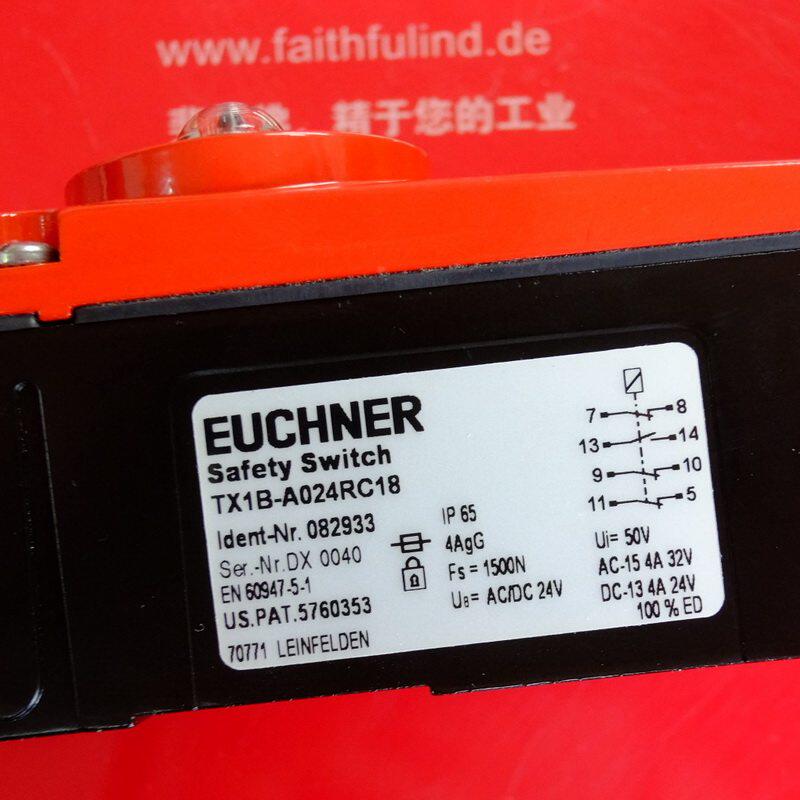 www.faithfulind.de
精于您的工业
EUCHNER
Safety Switch
TX1B-A024RC18
Ident-Nr. 082933
Ser.-Nr.DX 0040
EN 60947-5-1
US.PAT.5760353
70771 LEINFELDEN
IP 65
4AgG
Fs = 1500N
Us= AC/DC 24V
7 8
13 14
9 10
11 5
Ui= 50V
AC-15 4A 32V
DC-13 4A 24V
100 % ED